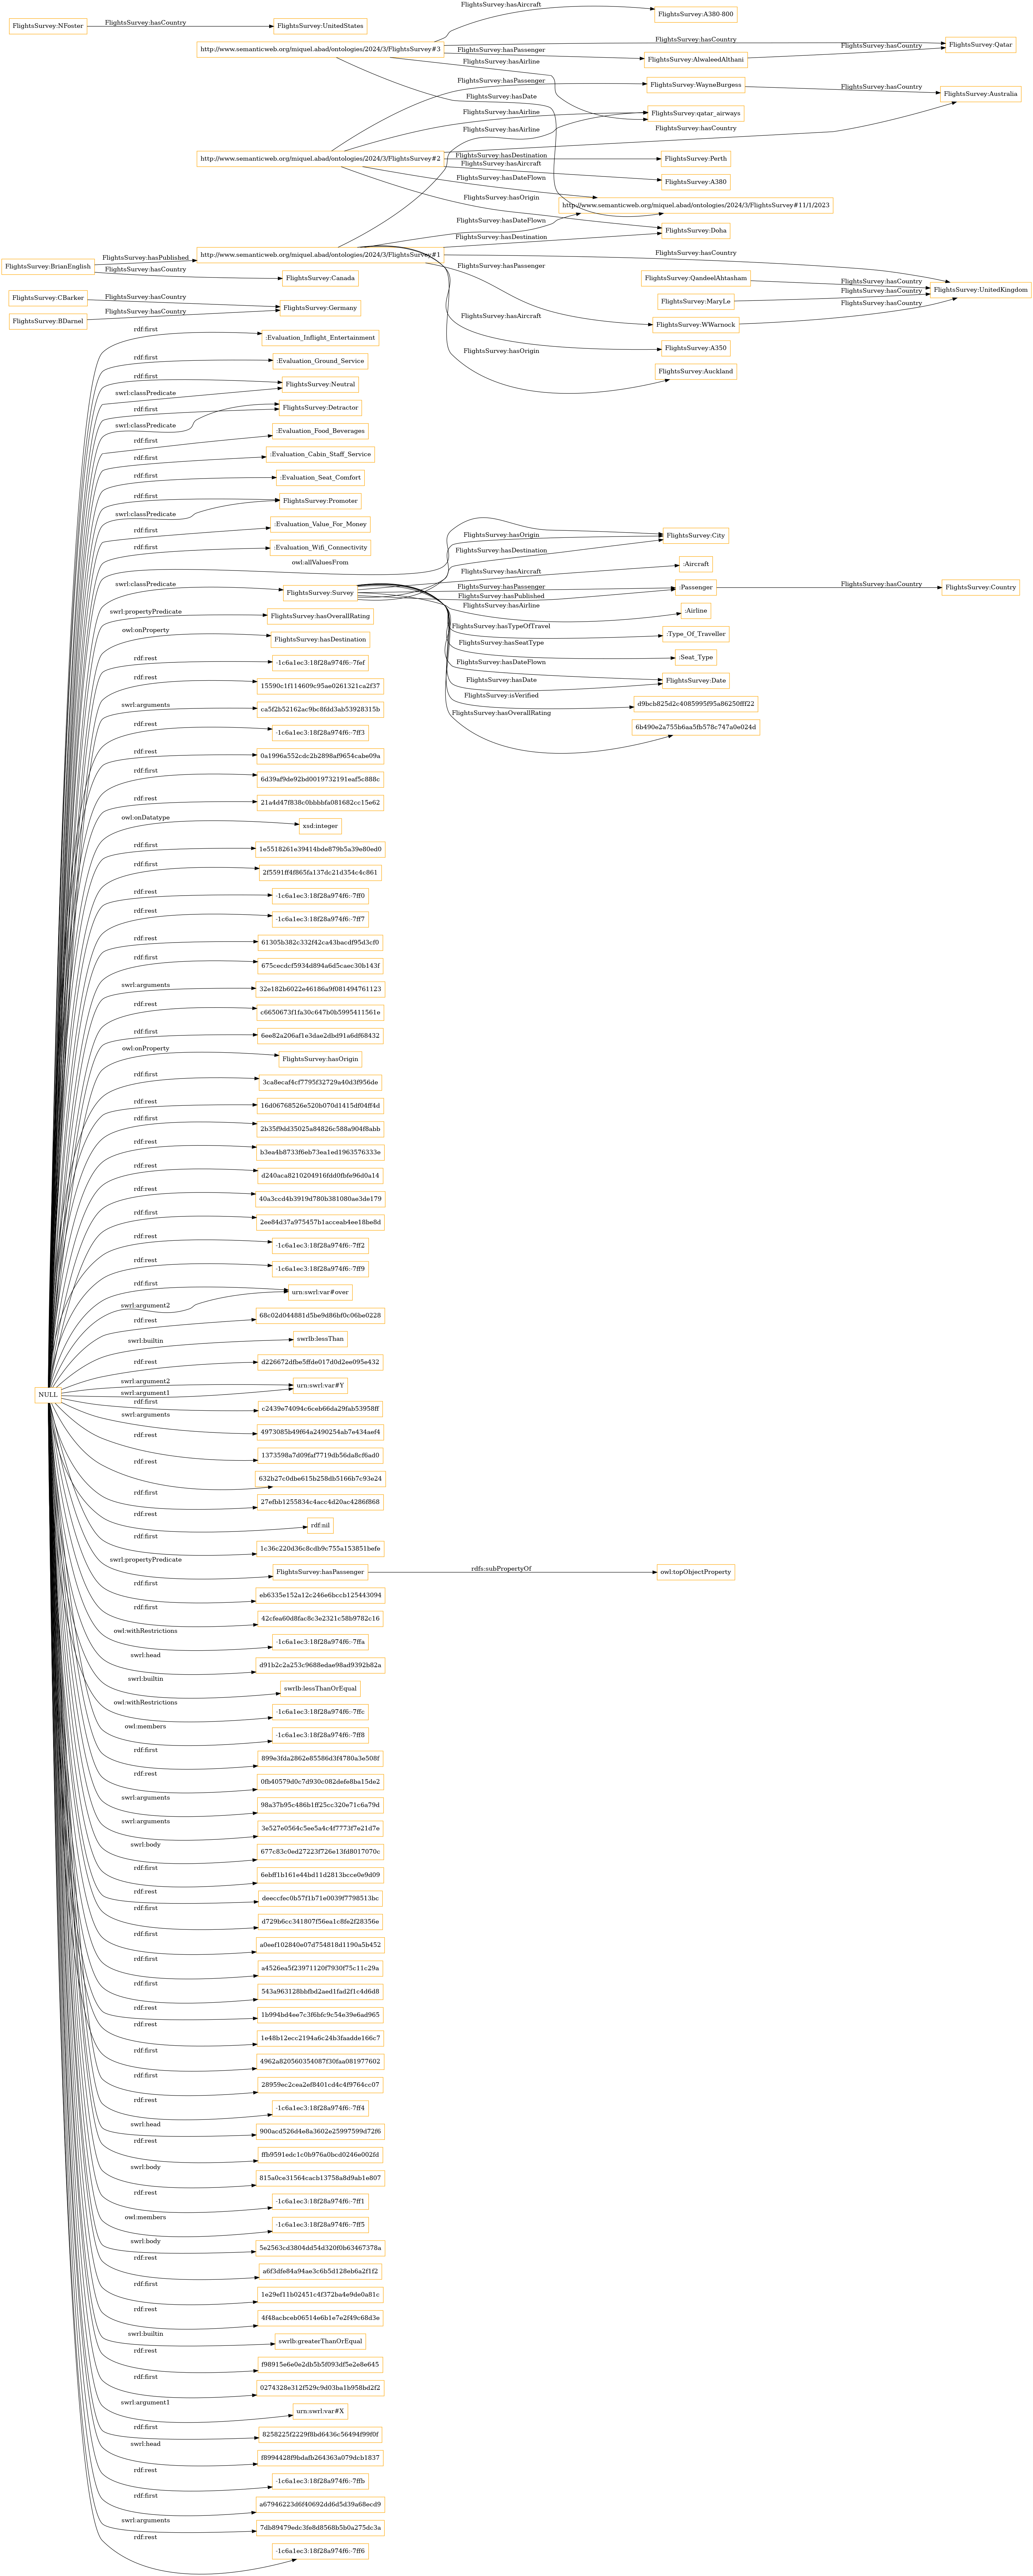 FlightsSurvey:NFoster
FlightsSurvey:hasCountry
FlightsSurvey:UnitedStates
FlightsSurvey:hasAircraft
FlightsSurvey:A380-800
http://www.semanticweb.org/miquel.abad/ontologies/2024/3/FlightsSurvey#3
FlightsSurvey:hasCountry
FlightsSurvey:Qatar
FlightsSurvey:hasPassenger
FlightsSurvey:AlwaleedAlthani
FlightsSurvey:hasCountry
FlightsSurvey:hasAirline
FlightsSurvey:hasPassenger
FlightsSurvey:WayneBurgess
FlightsSurvey:hasCountry
FlightsSurvey:Australia
FlightsSurvey:hasDate
FlightsSurvey:hasAirline
FlightsSurvey:qatar_airways
FlightsSurvey:hasAirline
FlightsSurvey:hasCountry
http://www.semanticweb.org/miquel.abad/ontologies/2024/3/FlightsSurvey#2
FlightsSurvey:hasDestination
FlightsSurvey:Perth
FlightsSurvey:hasAircraft
FlightsSurvey:A380
FlightsSurvey:hasDateFlown
FlightsSurvey:hasOrigin
http://www.semanticweb.org/miquel.abad/ontologies/2024/3/FlightsSurvey#11/1/2023
FlightsSurvey:hasDateFlown
FlightsSurvey:Doha
FlightsSurvey:hasDestination
FlightsSurvey:BrianEnglish
FlightsSurvey:hasPublished
http://www.semanticweb.org/miquel.abad/ontologies/2024/3/FlightsSurvey#1
FlightsSurvey:hasCountry
FlightsSurvey:hasCountry
FlightsSurvey:Canada
FlightsSurvey:hasPassenger
FlightsSurvey:QandeelAhtasham
FlightsSurvey:hasCountry
FlightsSurvey:UnitedKingdom
FlightsSurvey:CBarker
FlightsSurvey:hasCountry
FlightsSurvey:Germany
FlightsSurvey:MaryLe
FlightsSurvey:hasCountry
FlightsSurvey:BDarnel
FlightsSurvey:hasCountry
FlightsSurvey:WWarnock
FlightsSurvey:hasCountry
FlightsSurvey:hasAircraft
FlightsSurvey:A350
FlightsSurvey:hasOrigin
FlightsSurvey:Auckland
rdf:first
:Evaluation_Inflight_Entertainment
rdf:first
:Evaluation_Ground_Service
rdf:first
FlightsSurvey:Neutral
swrl:classPredicate
rdf:first
FlightsSurvey:Detractor
swrl:classPredicate
rdf:first
:Evaluation_Food_Beverages
rdf:first
:Evaluation_Cabin_Staff_Service
rdf:first
:Evaluation_Seat_Comfort
rdf:first
FlightsSurvey:Promoter
swrl:classPredicate
rdf:first
:Evaluation_Value_For_Money
rdf:first
:Evaluation_Wifi_Connectivity
owl:allValuesFrom
FlightsSurvey:hasOrigin
FlightsSurvey:City
FlightsSurvey:hasDestination
FlightsSurvey:hasAircraft
:Aircraft
swrl:classPredicate
FlightsSurvey:Survey
FlightsSurvey:hasPassenger
:Passenger
FlightsSurvey:hasCountry
FlightsSurvey:Country
FlightsSurvey:hasPublished
FlightsSurvey:hasAirline
:Airline
swrl:propertyPredicate
FlightsSurvey:hasOverallRating
FlightsSurvey:hasTypeOfTravel
:Type_Of_Traveller
owl:onProperty
FlightsSurvey:hasDestination
FlightsSurvey:hasSeatType
:Seat_Type
rdf:rest
-1c6a1ec3:18f28a974f6:-7fef
FlightsSurvey:hasDateFlown
FlightsSurvey:hasDate
FlightsSurvey:Date
rdf:rest
15590c1f114609c95ae0261321ca2f37
FlightsSurvey:isVerified
d9bcb825d2c4085995f95a86250fff22
swrl:arguments
ca5f2b52162ac9bc8fdd3ab53928315b
FlightsSurvey:hasOverallRating
6b490e2a755b6aa5fb578c747a0e024d
rdf:rest
-1c6a1ec3:18f28a974f6:-7ff3
rdf:rest
0a1996a552cdc2b2898af9654cabe09a
rdf:first
6d39af9de92bd0019732191eaf5c888c
rdf:rest
21a4d47f838c0bbbbfa081682cc15e62
owl:onDatatype
xsd:integer
rdf:first
1e5518261e39414bde879b5a39e80ed0
rdf:first
2f5591ff4f865fa137dc21d354c4c861
rdf:rest
-1c6a1ec3:18f28a974f6:-7ff0
rdf:rest
-1c6a1ec3:18f28a974f6:-7ff7
rdf:rest
61305b382c332f42ca43bacdf95d3cf0
rdf:first
675cecdcf5934d894a6d5caec30b143f
swrl:arguments
32e182b6022e46186a9f081494761123
rdf:rest
c6650673f1fa30c647b0b5995411561e
rdf:first
6ee82a206af1e3dae2dbd91a6df68432
owl:onProperty
FlightsSurvey:hasOrigin
rdf:first
3ca8ecaf4cf7795f32729a40d3f956de
rdf:rest
16d06768526e520b070d1415df04ff4d
rdf:first
2b35f9dd35025a84826c588a904f8abb
rdf:rest
b3ea4b8733f6eb73ea1ed1963576333e
rdf:rest
d240aca8210204916fdd0fbfe96d0a14
rdf:rest
40a3ccd4b3919d780b381080ae3de179
rdf:first
2ee84d37a975457b1acceab4ee18be8d
rdf:rest
-1c6a1ec3:18f28a974f6:-7ff2
rdf:rest
-1c6a1ec3:18f28a974f6:-7ff9
rdf:first
urn:swrl:var#over
swrl:argument2
rdf:rest
68c02d044881d5be9d86bf0c06be0228
swrl:builtin
swrlb:lessThan
rdf:rest
d226672dfbe5ffde017d0d2ee095e432
swrl:argument2
urn:swrl:var#Y
NULL
swrl:argument1
rdf:first
c2439e74094c6ceb66da29fab53958ff
swrl:arguments
4973085b49f64a2490254ab7e434aef4
rdf:rest
1373598a7d09faf7719db56da8cf6ad0
rdf:rest
632b27c0dbe615b258db5166b7c93e24
rdf:first
27efbb1255834c4acc4d20ac4286f868
rdf:rest
rdf:nil
rdf:first
1c36c220d36c8cdb9c755a153851befe
swrl:propertyPredicate
FlightsSurvey:hasPassenger
rdfs:subPropertyOf
owl:topObjectProperty
rdf:first
eb6335e152a12c246e6bccb125443094
rdf:first
42cfea60d8fac8c3e2321c58b9782c16
owl:withRestrictions
-1c6a1ec3:18f28a974f6:-7ffa
swrl:head
d91b2c2a253c9688edae98ad9392b82a
swrl:builtin
swrlb:lessThanOrEqual
owl:withRestrictions
-1c6a1ec3:18f28a974f6:-7ffc
owl:members
-1c6a1ec3:18f28a974f6:-7ff8
rdf:first
899e3fda2862e85586d3f4780a3e508f
rdf:rest
0fb40579d0c7d930c082defe8ba15de2
swrl:arguments
98a37b95c486b1ff25cc320e71c6a79d
swrl:arguments
3e527e0564c5ee5a4c4f7773f7e21d7e
swrl:body
677c83c0ed27223f726e13fd8017070c
rdf:first
6ebff1b161e44bd11d2813bcce0e9d09
rdf:rest
deeccfec0b57f1b71e0039f7798513bc
rdf:first
d729b6cc341807f56ea1c8fe2f28356e
rdf:first
a0eef102840e07d754818d1190a5b452
rdf:first
a4526ea5f23971120f7930f75c11c29a
rdf:first
543a963128bbfbd2aed1fad2f1c4d6d8
rdf:rest
1b994bd4ee7c3f6bfc9c54e39e6ad965
rdf:rest
1e48b12ecc2194a6c24b3faadde166c7
rdf:first
4962a820560354087f30faa081977602
rdf:first
28959ec2cea2ef8401cd4c4f9764cc07
rdf:rest
-1c6a1ec3:18f28a974f6:-7ff4
swrl:head
900acd526d4e8a3602e25997599d72f6
rdf:rest
ffb9591edc1c0b976a0bcd0246e002fd
swrl:body
815a0ce31564cacb13758a8d9ab1e807
rdf:rest
-1c6a1ec3:18f28a974f6:-7ff1
owl:members
-1c6a1ec3:18f28a974f6:-7ff5
swrl:body
5e2563cd3804dd54d320f0b63467378a
rdf:rest
a6f3dfe84a94ae3c6b5d128eb6a2f1f2
rdf:first
1e29ef11b02451c4f372ba4e9de0a81c
rdf:rest
4f48acbceb06514e6b1e7e2f49c68d3e
swrl:builtin
swrlb:greaterThanOrEqual
rdf:rest
f98915e6e0e2db5b5f093df5e2e8e645
rdf:first
0274328e312f529c9d03ba1b958bd2f2
swrl:argument1
urn:swrl:var#X
rdf:first
8258225f2229f8bd6436c56494f99f0f
swrl:head
f8994428f9bdafb264363a079dcb1837
rdf:rest
-1c6a1ec3:18f28a974f6:-7ffb
rdf:first
a67946223d6f40692dd6d5d39a68ecd9
swrl:arguments
7db89479edc3fe8d8568b5b0a275dc3a
rdf:rest
-1c6a1ec3:18f28a974f6:-7ff6